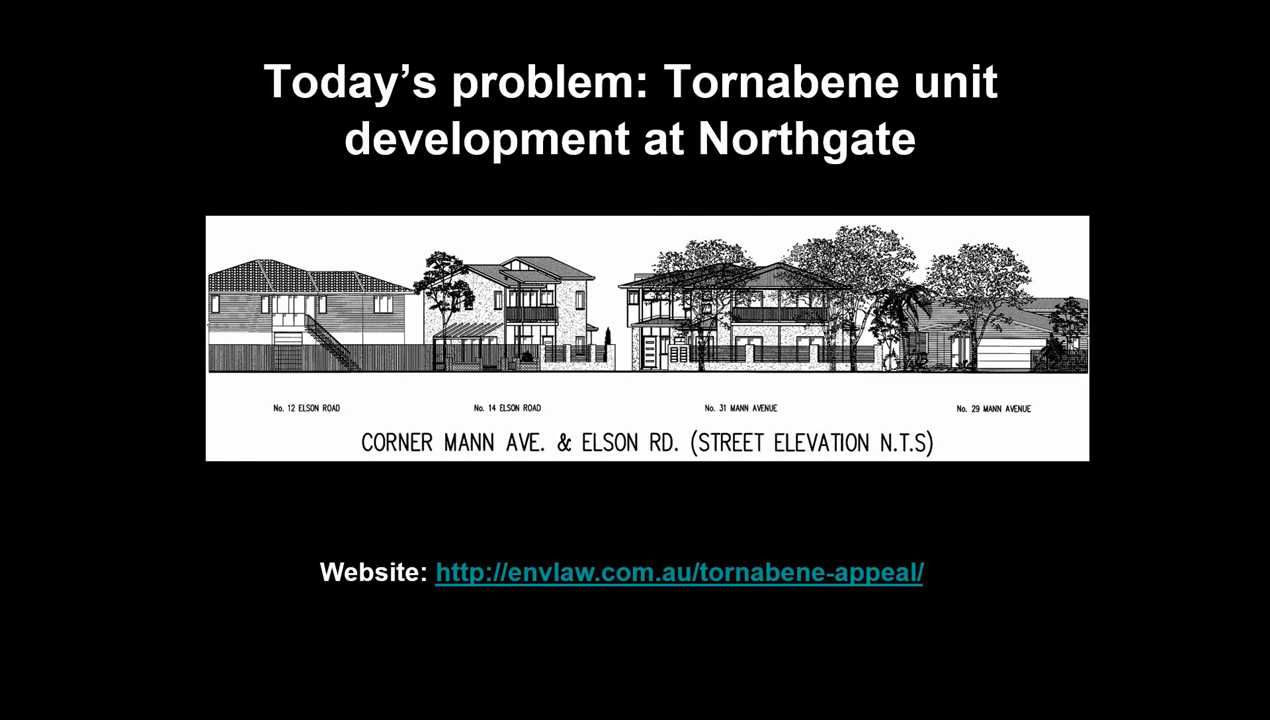 Today’s problem: Tornabene unit
development at Northgate
No. 12 ELSON ROAD
No. 14 ELSON ROAD
No. 31 MANN AVENUE
No. 29 MANN AVENUE
CORNER MANN AVE. & ELSON RD. (STREET ELEVATION N.T.S)
Website: http://envlaw.com.au/tornabene-appeal/